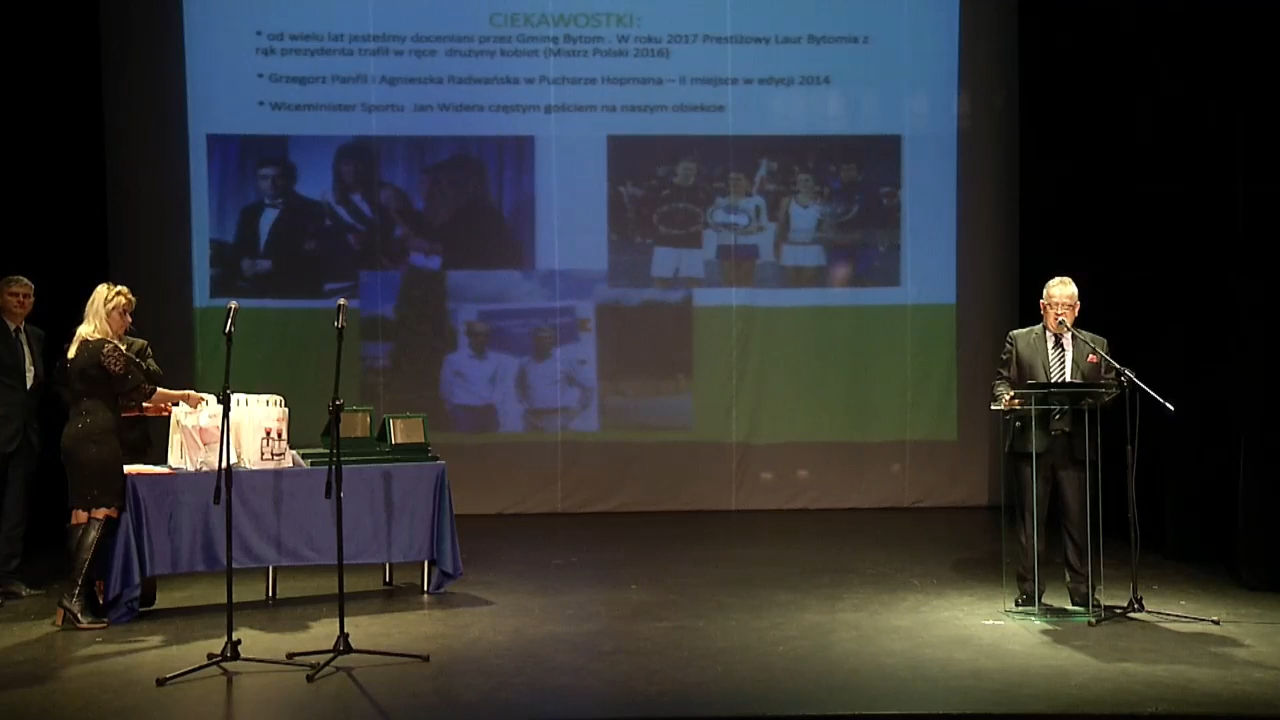 CIEKAWOSTKI:
* od wielu lat jesteśmy doceniani przez Gminę Bytom . W roku 2017 Prestiżowy Laur Bytomia z
rąk prezydenta trafił w ręce drużyny kobiet (Mistrz Polski 2016)
* Grzegorz Panfil i Agnieszka Radwańska w Pucharze Hopmana – II miejsce w edycji 2014
* Wiceminister Sportu Jan Widera częstym gościem na naszym obiekcie